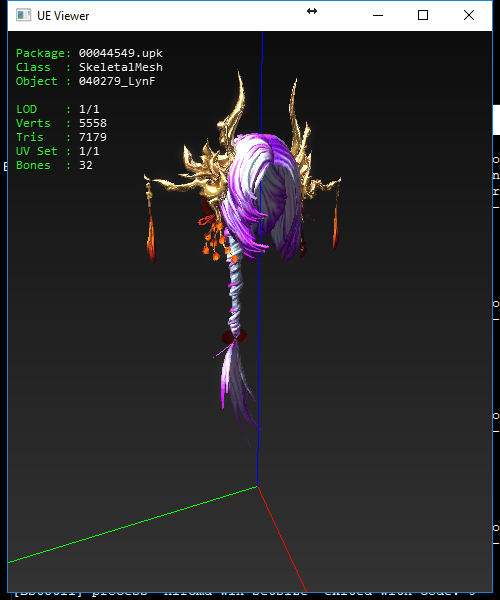 UE Viewer
Package: 00044549.upk
Class : SkeletalMesh
Object : 040279_LynF
LOD : 1/1
Verts : 5558
Tris : 7179
UV Set : 1/1
Bones : 32